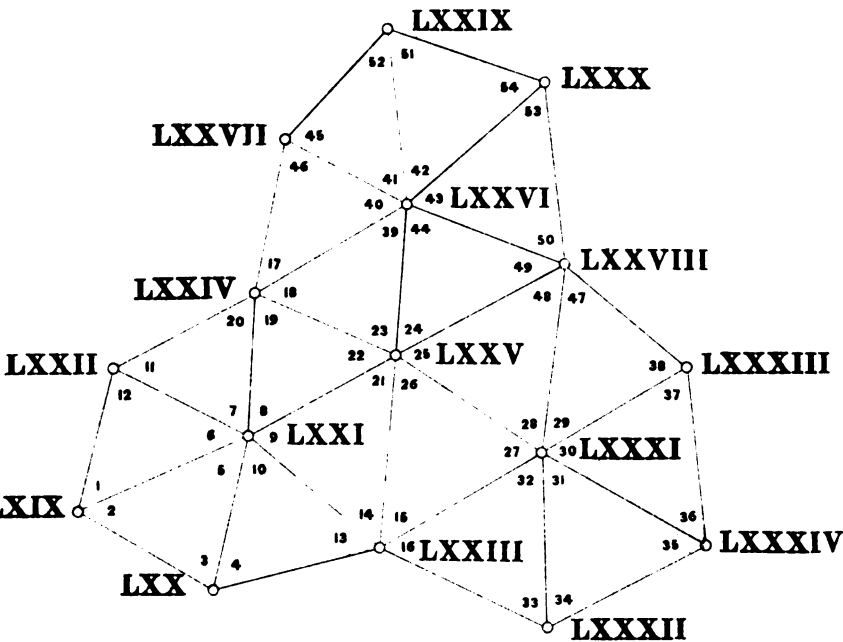 LXXIX
52 51
54 LXXX
53
LXXVII 45
46
41 42
40 43 LXXVI
39 44
50
17
LXXIV 18
49 LXXVIII
20 19
48 47
23 24
22 25 LXXV
LXXII 11
38 LXXXIII
21 26
12
37
7 8
6 9 LXXI
28 29
27 30 LXXXI
5 10
32 31
1
LXIX 2
14 15
36
13 16 LXXIII
35 LXXXIV
3 4
LXX
33 34
LXXXII